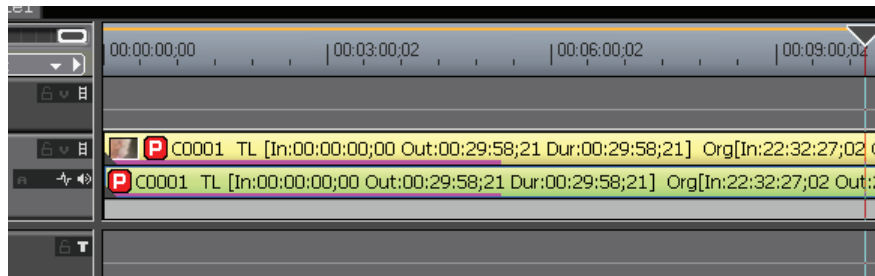 00:00:00;00 00:03:00;02 00:06:00;02 00:09:00;02
P C0001 TL [In:00:00:00;00 Out:00:29:58;21 Dur:00:29:58;21] Org[In:22:32:27;02
P C0001 TL [In:00:00:00;00 Out:00:29:58;21 Dur:00:29:58;21] Org[In:22:32:27;02 Out:
T